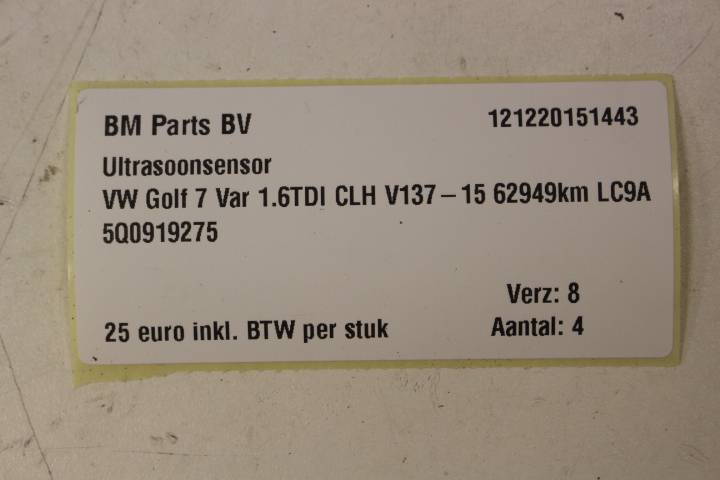 BM Parts BV 121220151443
Ultrasoonsensor
VW Golf 7 Var 1.6TDI CLH V137-15 62949km LC9A
5Q0919275
Verz: 8
25 euro inkl. BTW per stuk Aantal: 4